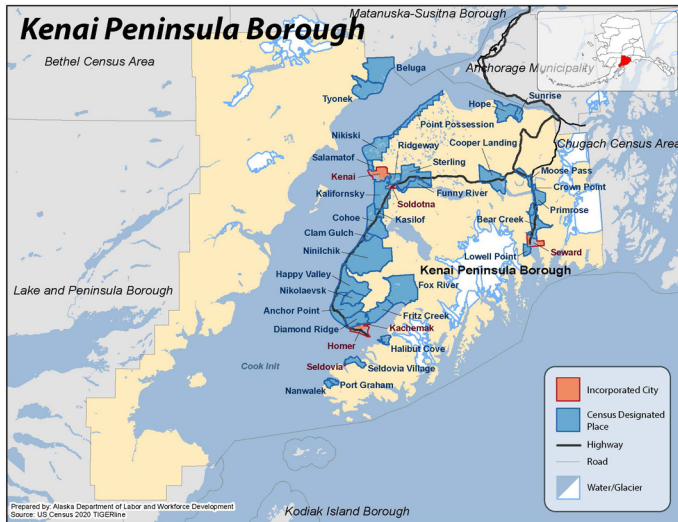 Kenai Peninsula Borough
Matanuska-Susitna Borough
Bethel Census Area
Anchorage Municipality
Beluga
Tyonek
Sunrise
Hope
Point Possession
Chugach Census Area
Nikiski
Ridgeway
Cooper Landing
Salamatof
Sterling
Moose Pass
Kenai
Funny River
Crown Point
Kalifornsky
Soldotna
Primrose
Cohoe
Kasilof
Bear Creek
Clam Gulch
Ninilchik
Lowell Point
Seward
Kenai Peninsula Borough
Happy Valley
Fox River
Lake and Peninsula Borough
Nikolaevsk
Anchor Point
Fritz Creek
Diamond Ridge
Kachemak
Homer
Halibut Cove
Cook Inlt
Seldovia
Seldovia Village
Nanwalek
Port Graham
Incorporated City
Census Designated
Place
Highway
Road
Water/Glacier
Prepared by: Alaska Department of Labor and Workforce Development
Source: US Census 2020 TIGERline
Kodiak Island Borough